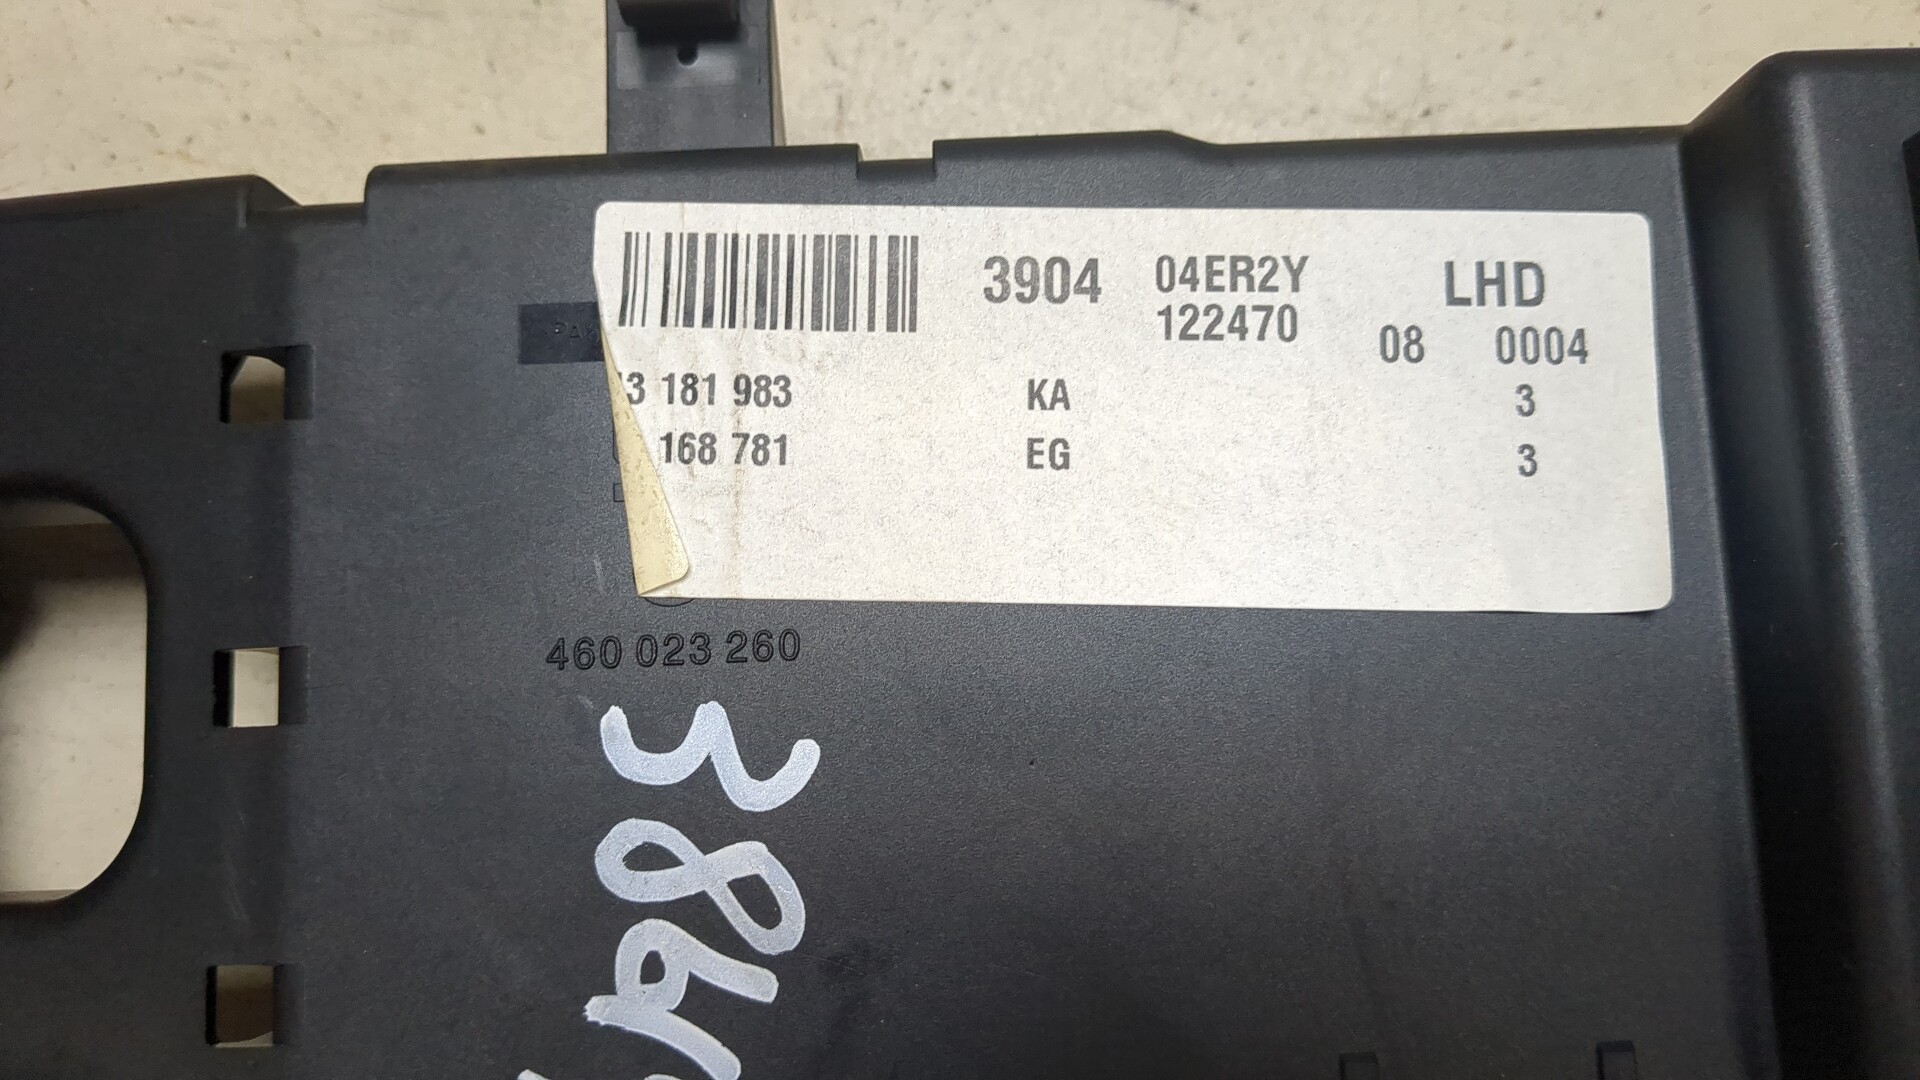 3904 04ER2Y LHD
122470 08 0004
3 181 983 KA 3
168 781 EG 3
460 023 260